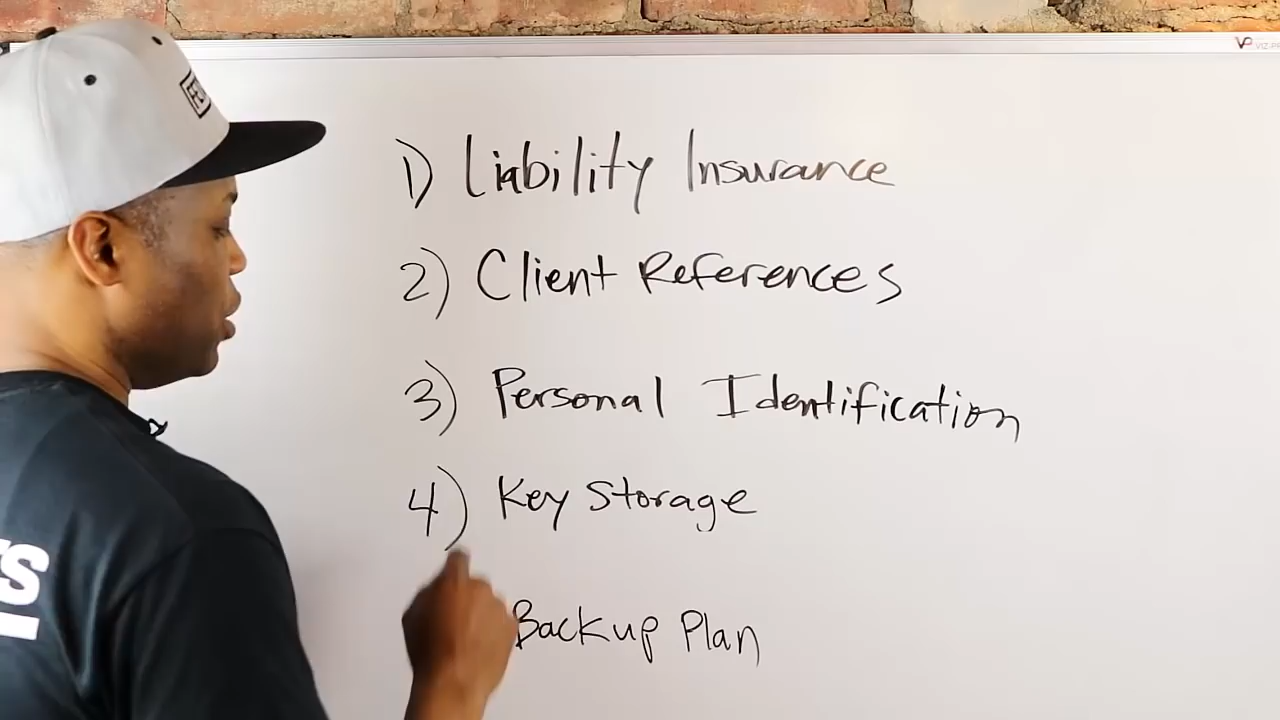 1) Liability Insurance
2) Client References
3) Personal Identification
4) Key Storage
Backup Plan